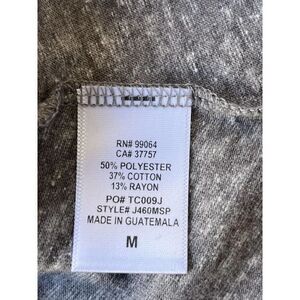 RN# 99064
CA# 37757
50% POLYESTER
37% COTTON
13% RAYON
PO# TC009J
STYLE# J460MSP
MADE IN GUATEMALA
M